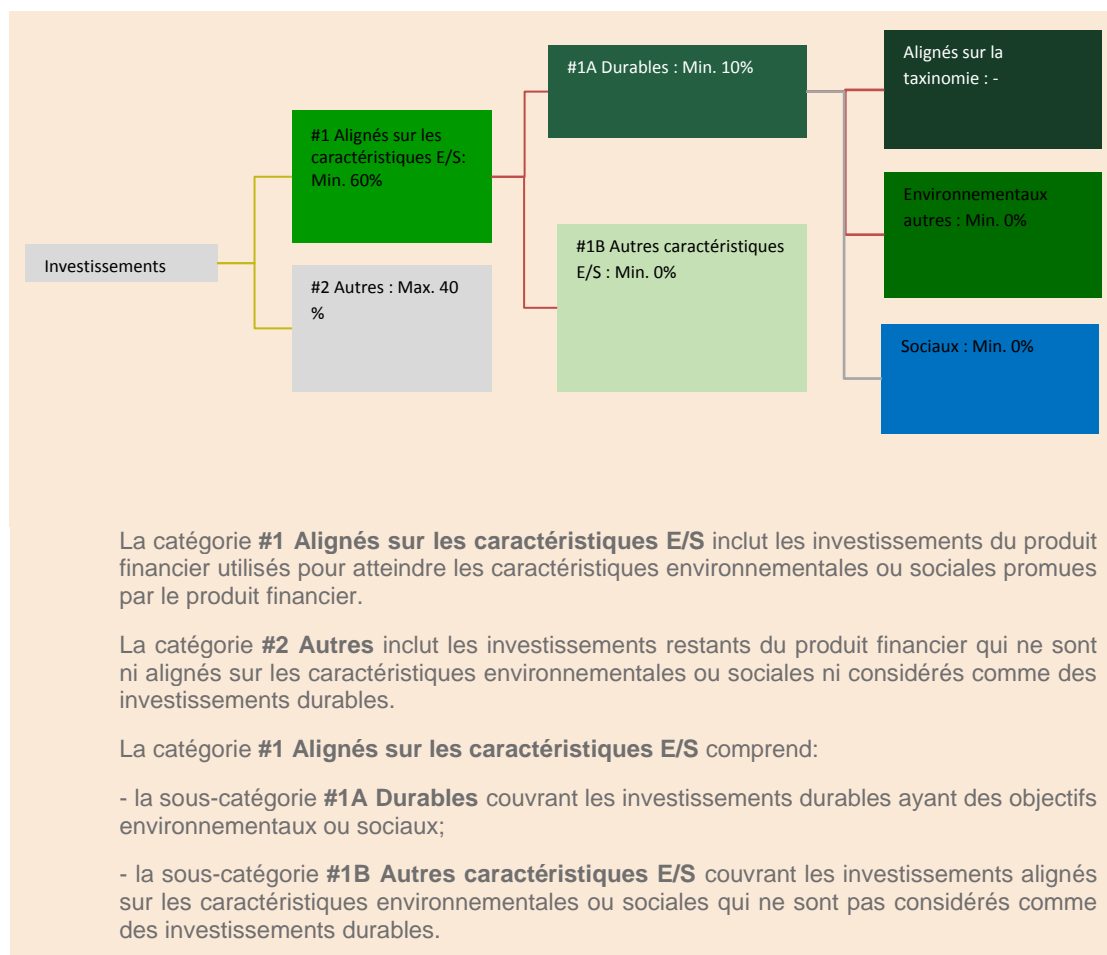 Investissements
#1 Alignés sur les
caractéristiques E/S:
Min. 60%
#2 Autres : Max. 40
%
#1A Durables : Min. 10%
#1B Autres caractéristiques
E/S : Min. 0%
Alignés sur la
taxinomie : -
Environnementaux
autres : Min. 0%
Sociaux : Min. 0%
La catégorie #1 Alignés sur les caractéristiques E/S inclut les investissements du produit
financier utilisés pour atteindre les caractéristiques environnementales ou sociales promues
par le produit financier.
La catégorie #2 Autres inclut les investissements restants du produit financier qui ne sont
ni alignés sur les caractéristiques environnementales ou sociales ni considérés comme des
investissements durables.
La catégorie #1 Alignés sur les caractéristiques E/S comprend:
- la sous-catégorie #1A Durables couvrant les investissements durables ayant des objectifs
environnementaux ou sociaux;
- la sous-catégorie #1B Autres caractéristiques E/S couvrant les investissements alignés
sur les caractéristiques environnementales ou sociales qui ne sont pas considérés comme
des investissements durables.